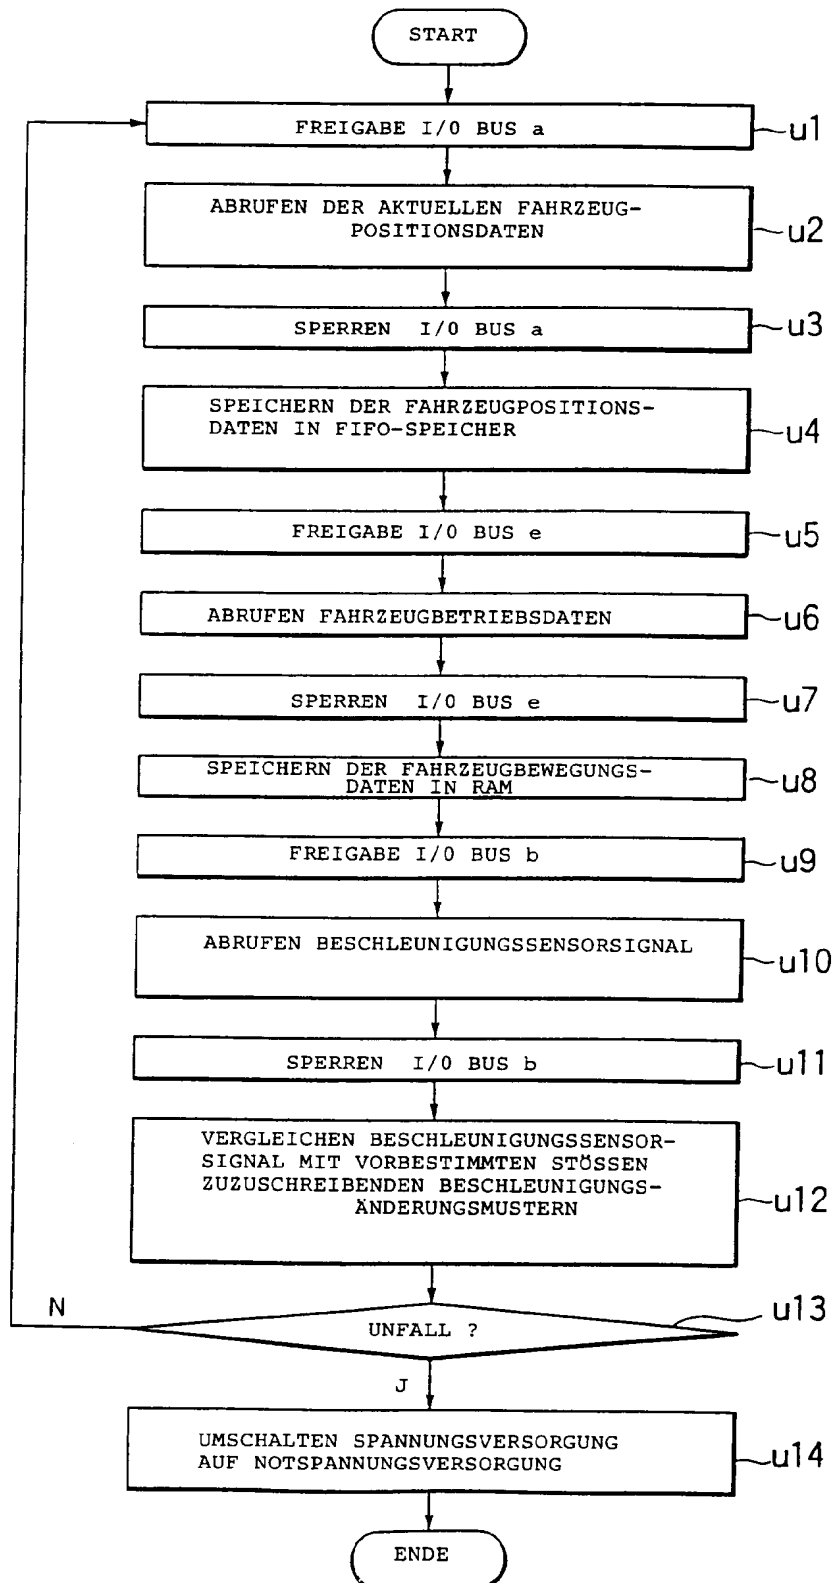 START
FREIGABE I/O BUS a
u1
ABRUFEN DER AKTUELLEN FAHRZEUG-
POSITIONSDATEN
u2
SPERREN I/O BUS a
u3
SPEICHERN DER FAHRZEUGPOSITIONS-
DATEN IN FIFO-SPEICHER
u4
FREIGABE I/O BUS e
u5
ABRUFEN FAHRZEUGBETRIEBSDATEN
u6
SPERREN I/O BUS e
u7
SPEICHERN DER FAHRZEUGBEWEGUNGS-
DATEN IN RAM
u8
FREIGABE I/O BUS b
u9
ABRUFEN BESCHLEUNIGUNGSSENSORSIGNAL
u10
SPERREN I/O BUS b
u11
VERGLEICHEN BESCHLEUNIGUNGSSENSOR-
SIGNAL MIT VORBESTIMMTEN STÖSSEN
ZUZUSCHREIBENDEN BESCHLEUNIGUNGS-
ÄNDERUNGSMUSTERN
u12
N
UNFALL ?
u13
J
UMSCHALTEN SPANNUNGSVERSORGUNG
AUF NOTSPANNUNGSVERSORGUNG
u14
ENDE